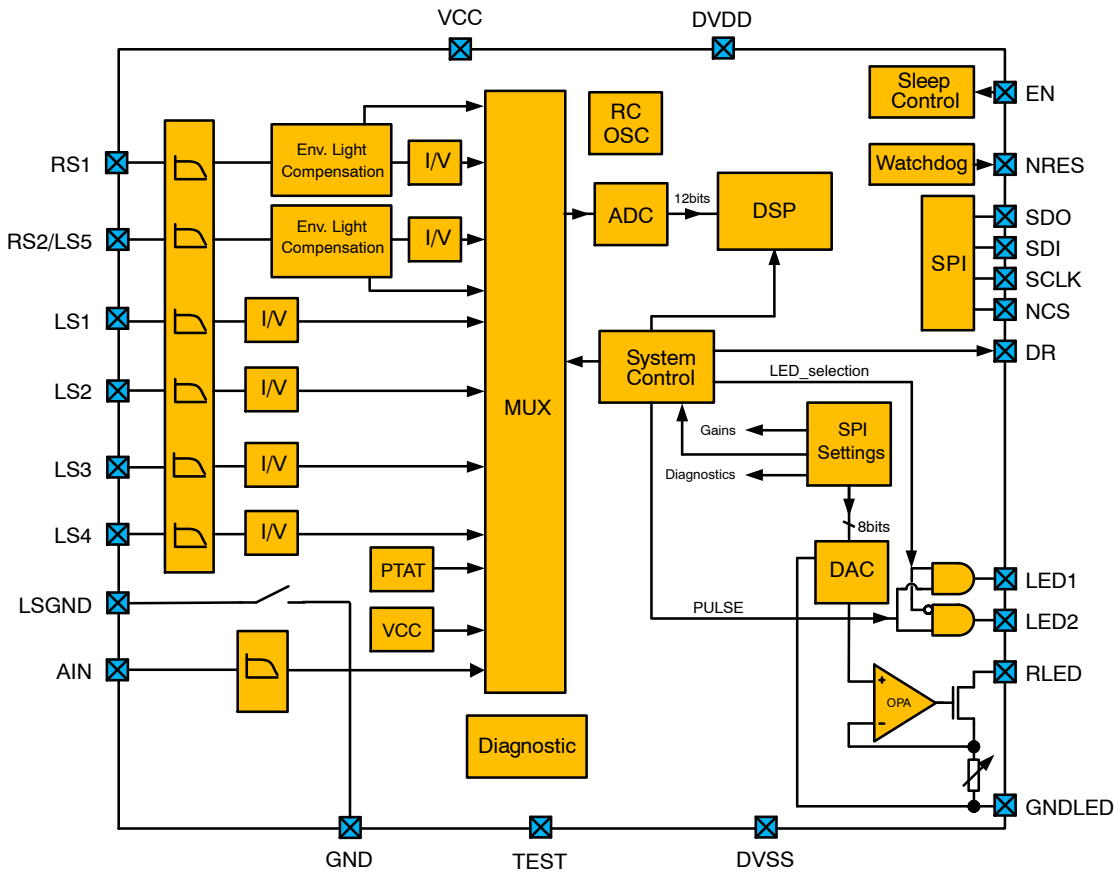 VCC
DVDD
RC
OSC
Sleep
Control
EN
Env. Light
Compensation
I/V
RS1
Watchdog
NRES
12bits
ADC
DSP
SDO
RS2/LS5
Env. Light
Compensation
I/V
SPI
SDI
SCLK
NCS
LS1
I/V
System
Control
DR
LED_selection
LS2
I/V
MUX
Gains
SPI
Settings
LS3
I/V
Diagnostics
LS4
I/V
8bits
PTAT
DAC
LED1
LSGND
PULSE
LED2
VCC
AIN
RLED
+
OPA
–
Diagnostic
GNDLED
GND
TEST
DVSS